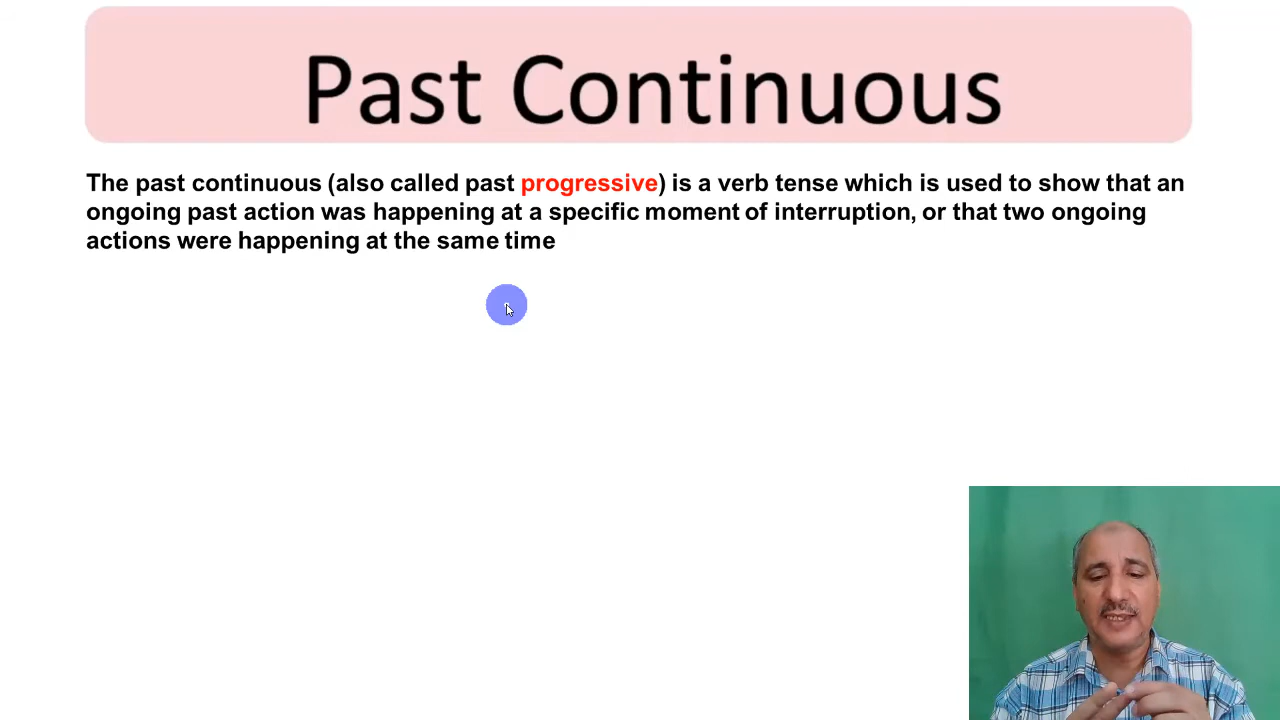 Past Continuous
The past continuous (also called past progressive) is a verb tense which is used to show that an
ongoing past action was happening at a specific moment of interruption, or that two ongoing
actions were happening at the same time